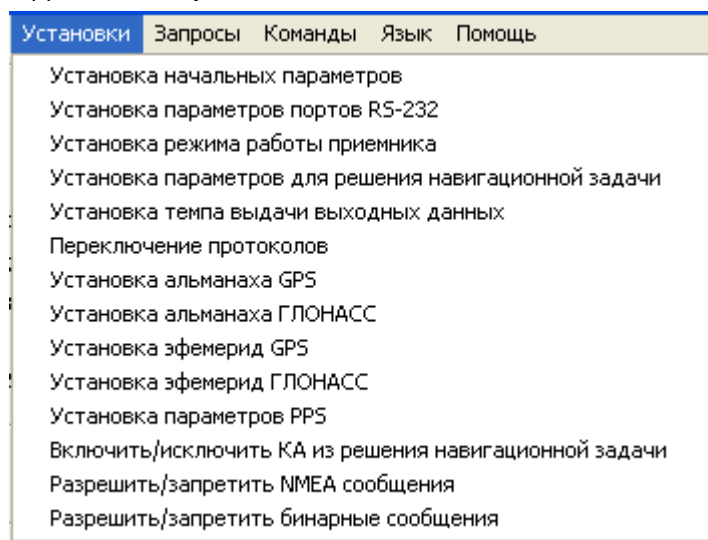 Установки Запросы Команды Язык Помощь
Установка начальных параметров
Установка параметров портов RS-232
Установка режима работы приемника
Установка параметров для решения навигационной задачи
Установка темпа выдачи выходных данных
Переключение протоколов
Установка альманаха GPS
Установка альманаха ГЛОНАСС
Установка эфемерид GPS
Установка эфемерид ГЛОНАСС
Установка параметров PPS
Включить/исключить КА из решения навигационной задачи
Разрешить/запретить NMEA сообщения
Разрешить/запретить бинарные сообщения